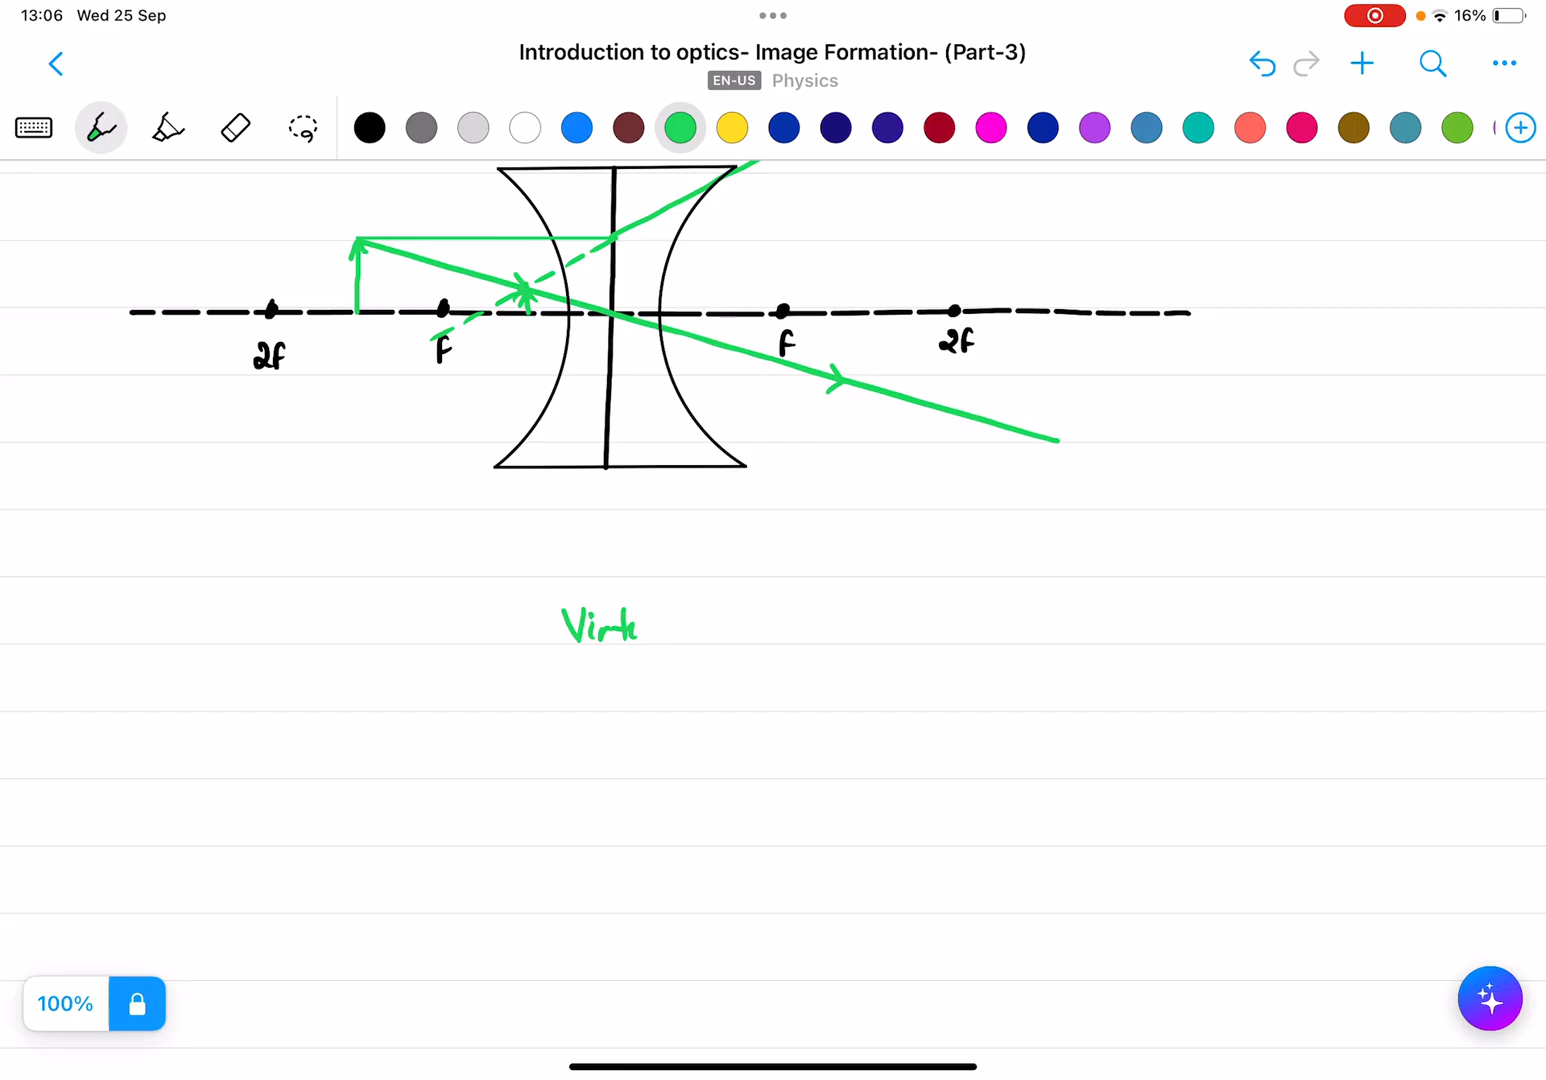 13:06 Wed 25 Sep
16%
Introduction to optics- Image Formation- (Part-3)
EN-US Physics
2F F F 2F
Virt
100%